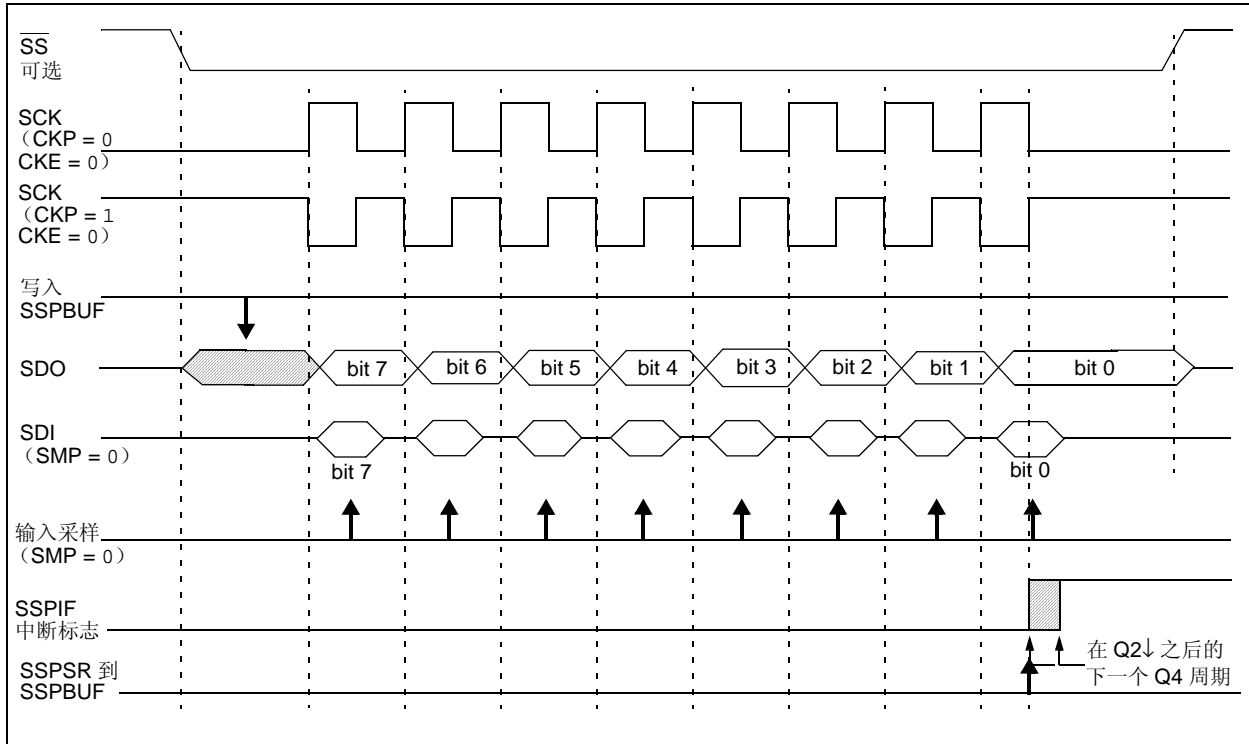 SS
可选
SCK
（CKP = 0
CKE = 0）
SCK
（CKP = 1
CKE = 0）
写入
SSPBUF
SDO
bit 7
bit 6
bit 5
bit 4
bit 3
bit 2
bit 1
bit 0
SDI
（SMP = 0）
bit 7
bit 0
输入采样
（SMP = 0）
SSPIF
中断标志
SSPSR 到
SSPBUF
在 Q2↓ 之后的
下一个 Q4 周期